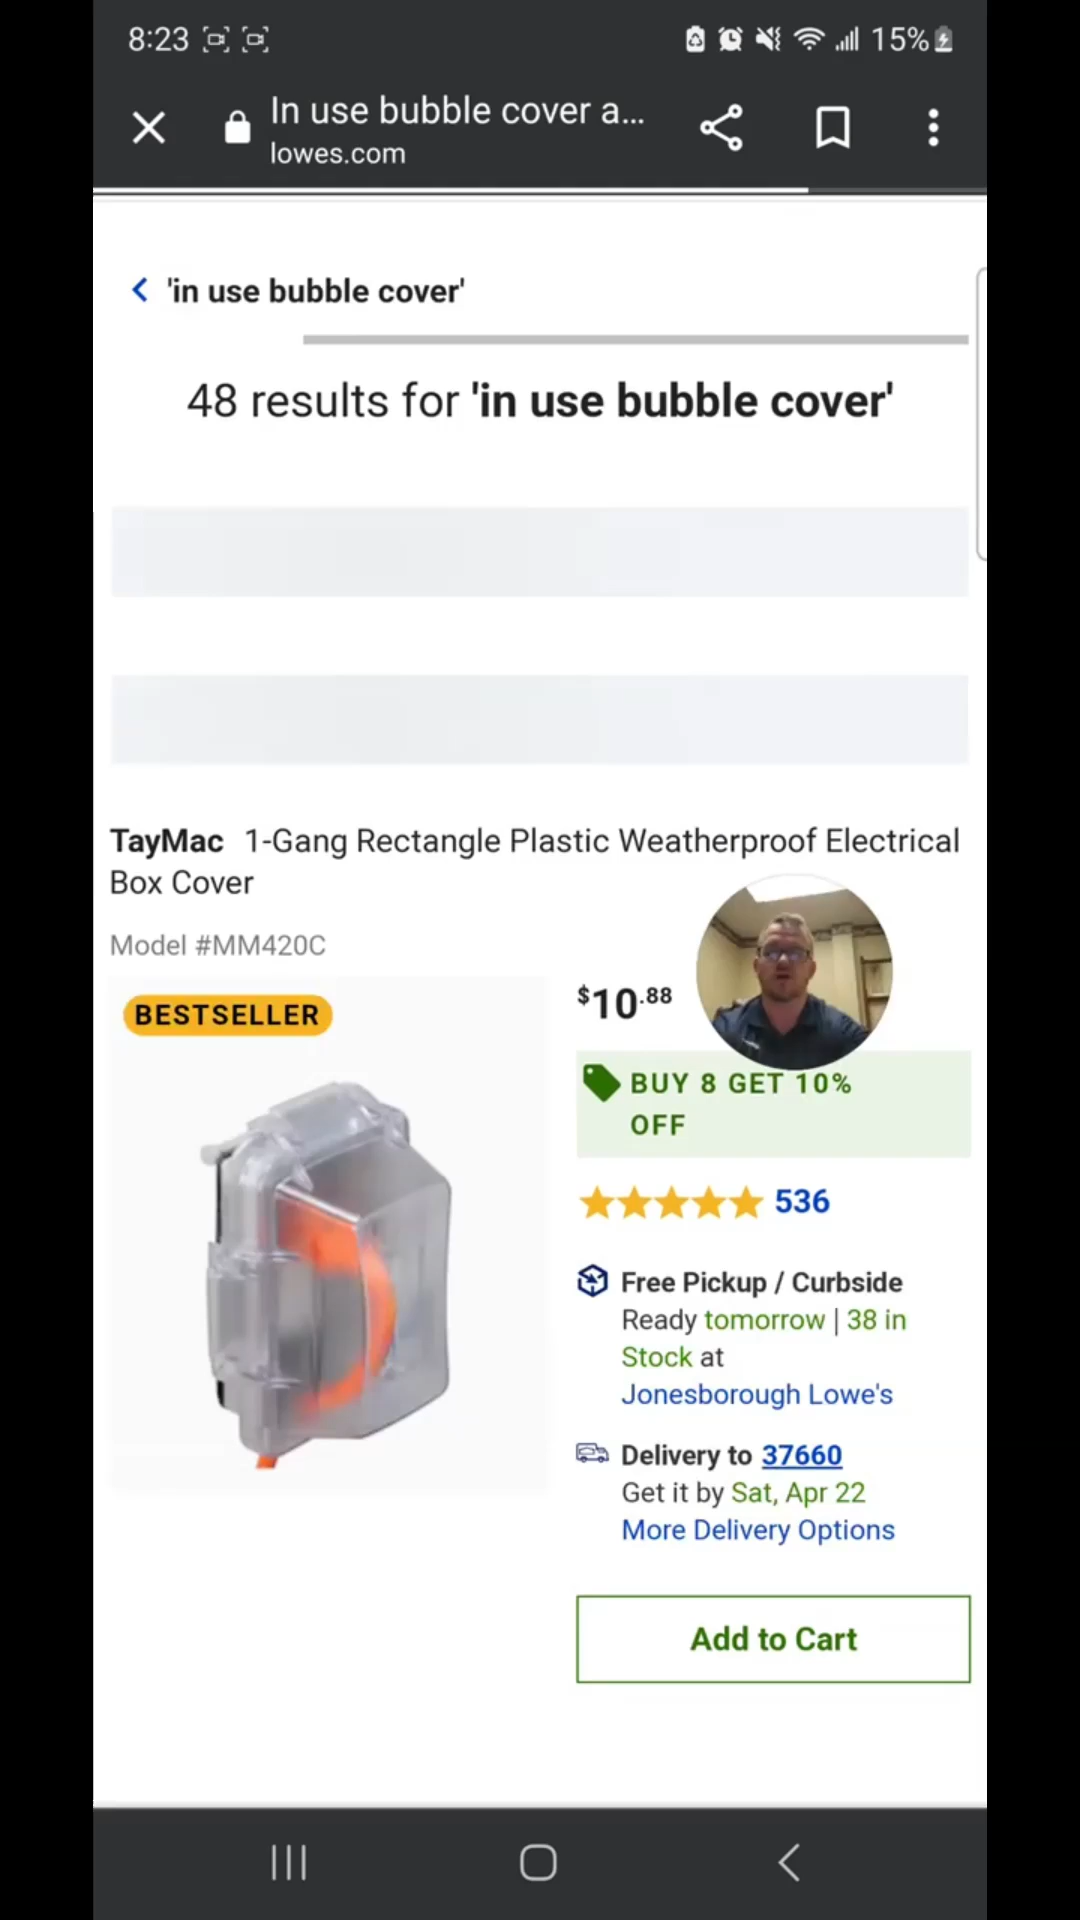 8:23
15%
In use bubble cover a...
lowes.com
'in use bubble cover'
48 results for 'in use bubble cover'
TayMac 1-Gang Rectangle Plastic Weatherproof Electrical
Box Cover
Model #MM420C
BESTSELLER
$10.88
BUY 8 GET 10%
OFF
536
Free Pickup / Curbside
Ready tomorrow | 38 in
Stock at
Jonesborough Lowe's
Delivery to 37660
Get it by Sat, Apr 22
More Delivery Options
Add to Cart